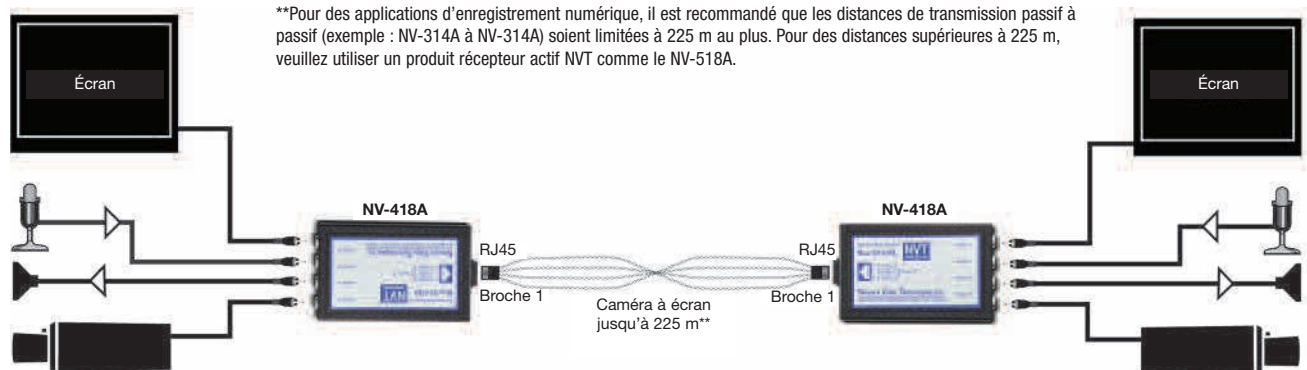 **Pour des applications d’enregistrement numérique, il est recommandé que les distances de transmission passif à
passif (exemple : NV-314A à NV-314A) soient limitées à 225 m au plus. Pour des distances supérieures à 225 m,
veuillez utiliser un produit récepteur actif NVT comme le NV-518A.
Écran
Écran
NV-418A
NV-418A
RJ45
RJ45
NVT
NVT
Broche 1
Broche 1
Caméra à écran
jusqu’à 225 m**